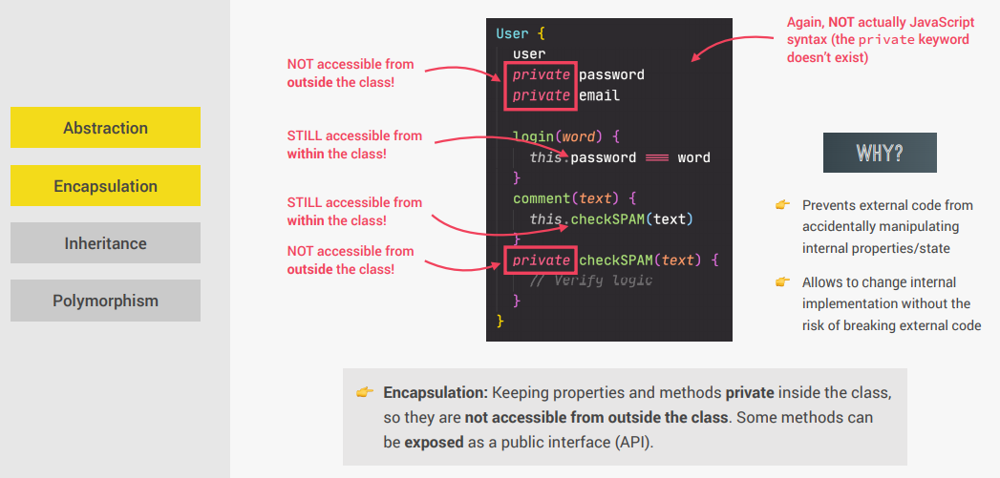 Abstraction
Encapsulation
Inheritance
Polymorphism
NOT accessible from
outside the class!
STILL accessible from
within the class!
STILL accessible from
within the class!
NOT accessible from
outside the class!
User {
user
private password
private email
login(word) {
this.password === word
}
comment(text) {
this.checkSPAM(text)
}
private checkSPAM(text) {
// Verify logic
}
}
Again, NOT actually JavaScript
syntax (the private keyword
doesn't exist)
WHY?
👉 Prevents external code from
accidentally manipulating
internal properties/state
👉 Allows to change internal
implementation without the
risk of breaking external code
👉 Encapsulation: Keeping properties and methods private inside the class,
so they are not accessible from outside the class. Some methods can
be exposed as a public interface (API).